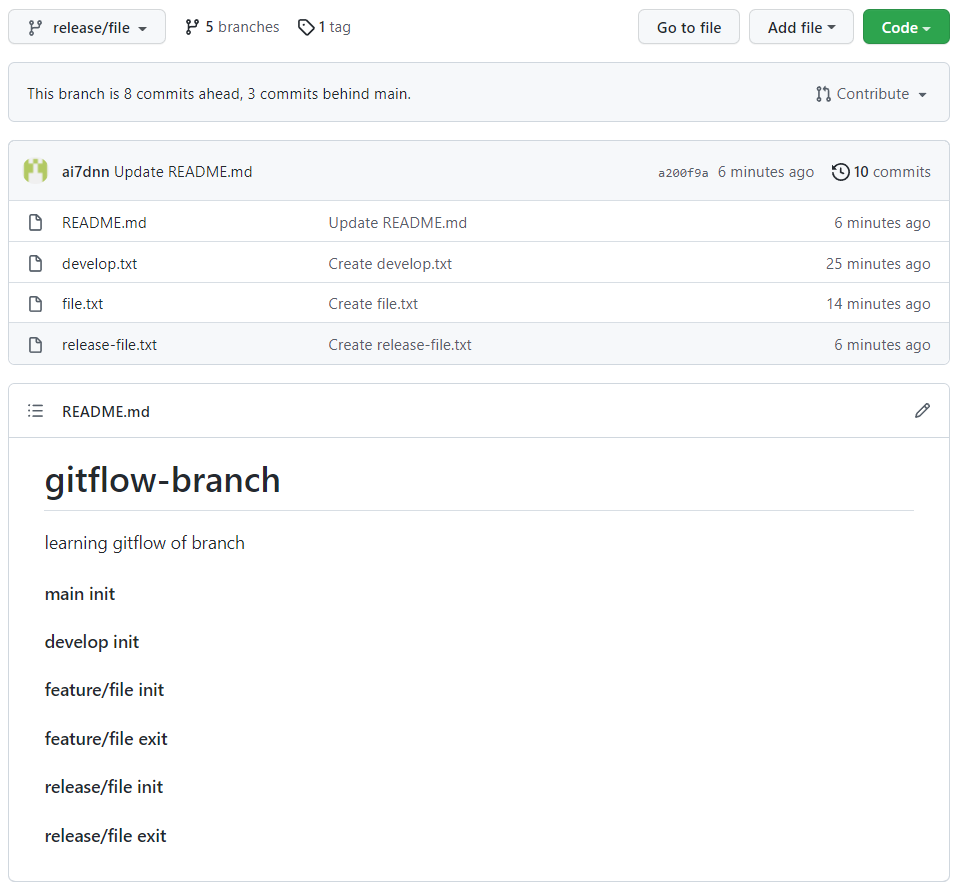 release/file 5 branches 1 tag Go to file Add file Code
This branch is 8 commits ahead, 3 commits behind main. Contribute
ai7dnn Update README.md a200f9a 6 minutes ago 10 commits
README.md Update README.md 6 minutes ago
develop.txt Create develop.txt 25 minutes ago
file.txt Create file.txt 14 minutes ago
release-file.txt Create release-file.txt 6 minutes ago
README.md
gitflow-branch
learning gitflow of branch
main init
develop init
feature/file init
feature/file exit
release/file init
release/file exit